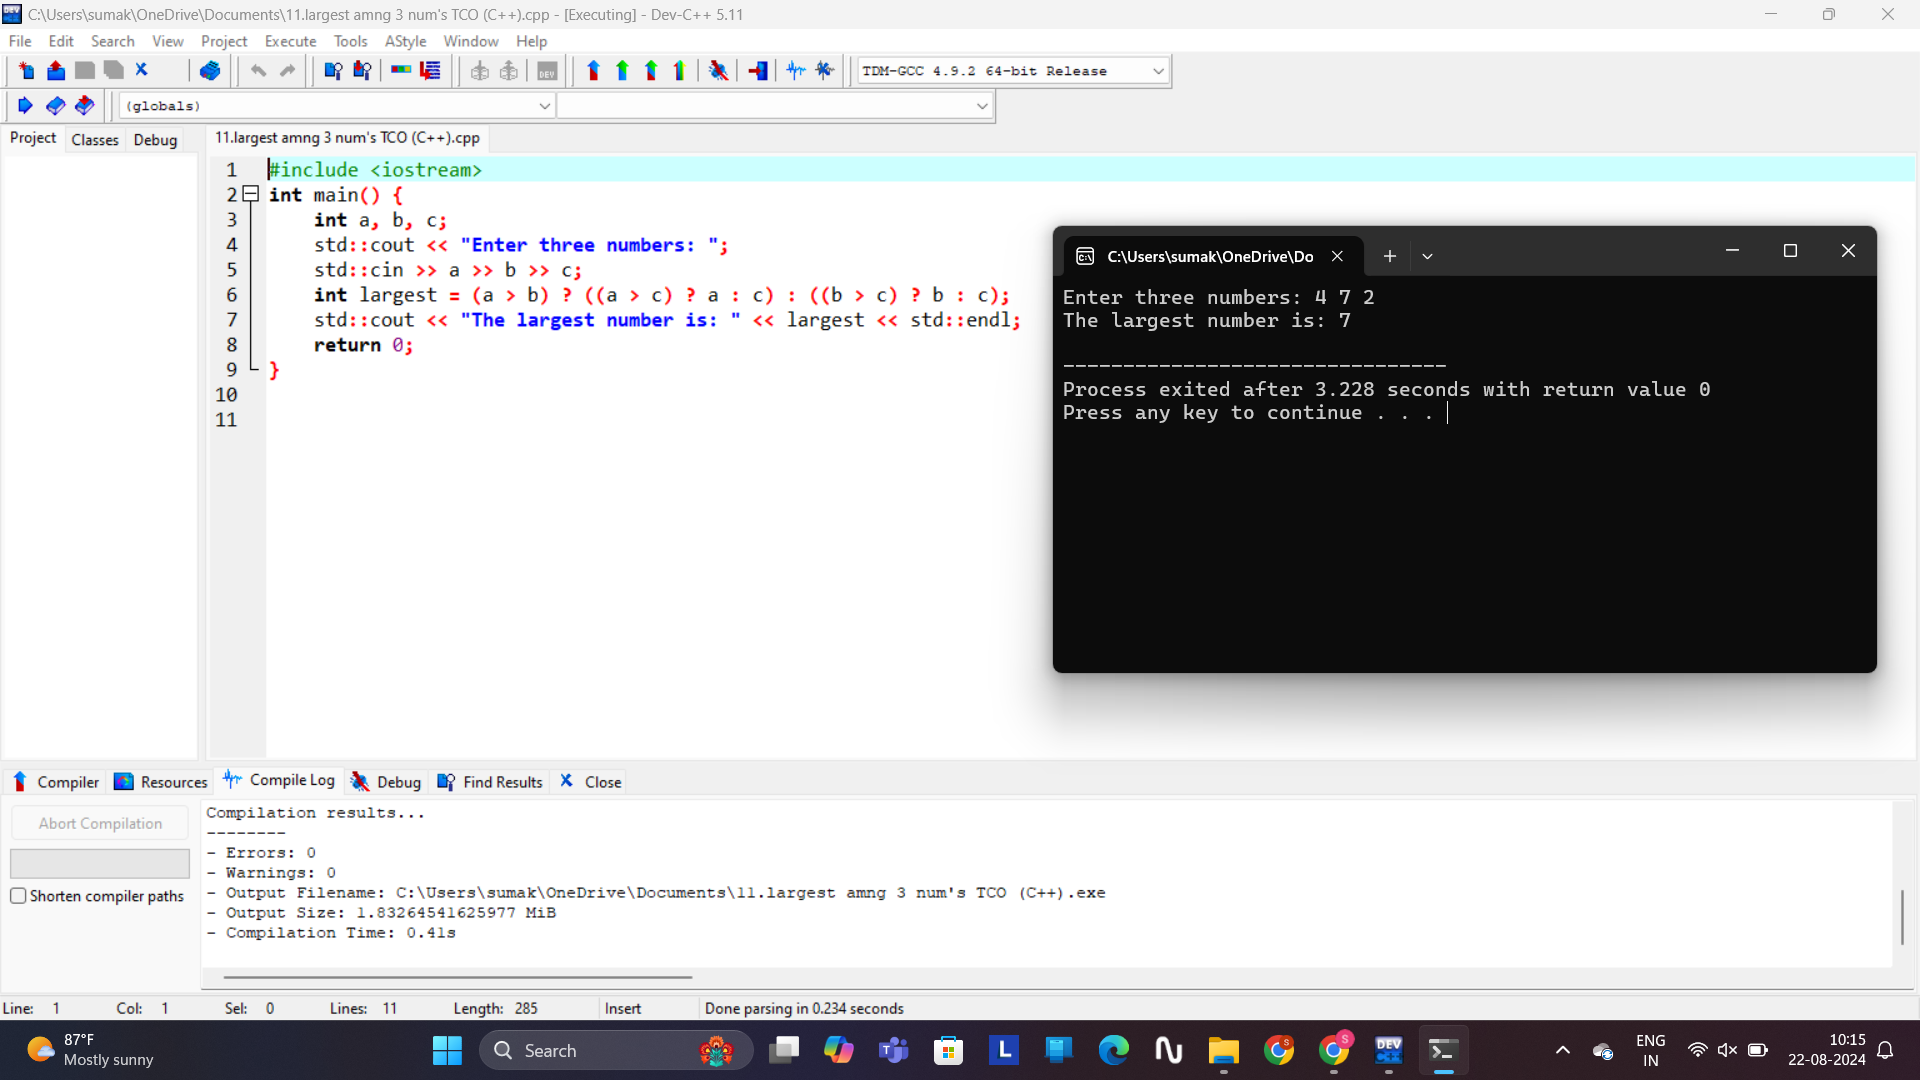 C:\Users\sumak\OneDrive\Documents\11.largest amng 3 num's TCO (C++).cpp - [Executing] - Dev-C++ 5.11
File Edit Search View Project Execute Tools AStyle Window Help
TDM-GCC 4.9.2 64-bit Release
(globals)
Project Classes Debug
11.largest amng 3 num's TCO (C++).cpp
1 #include <iostream>
2 int main() {
3 int a, b, c;
4 std::cout << "Enter three numbers: ";
5 std::cin >> a >> b >> c;
6 int largest = (a > b) ? ((a > c) ? a : c) : ((b > c) ? b : c);
7 std::cout << "The largest number is: " << largest << std::endl;
8 return 0;
9 }
10
11
C:\Users\sumak\OneDrive\Do
Enter three numbers: 4 7 2
The largest number is: 7
--------------------------------
Process exited after 3.228 seconds with return value 0
Press any key to continue . . .
Compiler Resources Compile Log Debug Find Results Close
Abort Compilation
Shorten compiler paths
Compilation results...
--------
- Errors: 0
- Warnings: 0
- Output Filename: C:\Users\sumak\OneDrive\Documents\11.largest amng 3 num's TCO (C++).exe
- Output Size: 1.83264541625977 MiB
- Compilation Time: 0.41s
Line: 1 Col: 1 Sel: 0 Lines: 11 Length: 285 Insert Done parsing in 0.234 seconds
87°F
Mostly sunny
Search
L
S
S
DEV C++
ENG
IN
10:15
22-08-2024